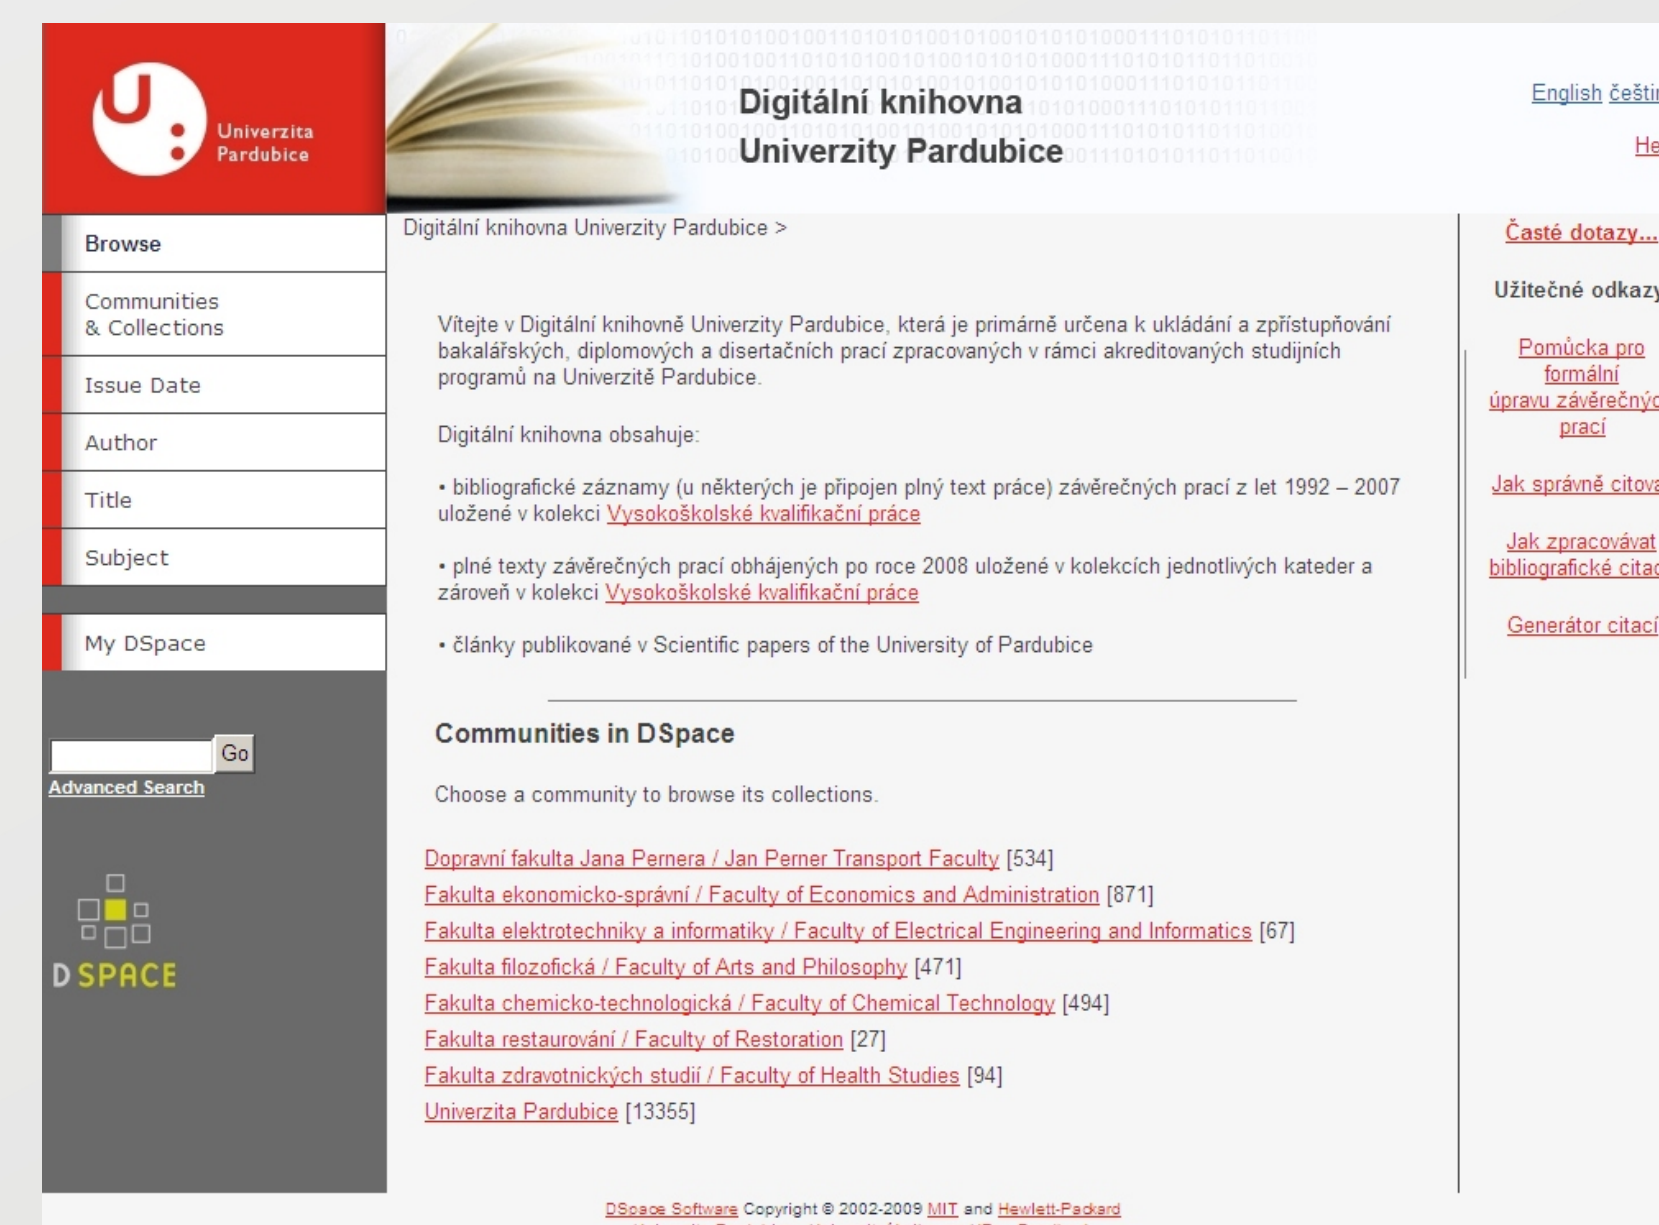 Univerzita
Pardubice
Digitální knihovna
Univerzity Pardubice
English
Browse
Communities
& Collections
Issue Date
Author
Title
Subject
My DSpace
Go
Advanced Search
DSPACE
Digitální knihovna Univerzity Pardubice >
Vítejte v Digitální knihovně Univerzity Pardubice, která je primárně určena k ukládání a zpřístupňování
bakalářských, diplomových a disertačních prací zpracovaných v rámci akreditovaných studijních
programů na Univerzitě Pardubice.
Digitální knihovna obsahuje:
• bibliografické záznamy (u některých je připojen plný text práce) závěrečných prací z let 1992 – 2007
uložené v kolekci Vysokoškolské kvalifikační práce
• plné texty závěrečných prací obhájených po roce 2008 uložené v kolekcích jednotlivých kateder a
zároveň v kolekci Vysokoškolské kvalifikační práce
• články publikované v Scientific papers of the University of Pardubice
Communities in DSpace
Choose a community to browse its collections.
Dopravní fakulta Jana Pernera / Jan Perner Transport Faculty [534]
Fakulta ekonomicko-správní / Faculty of Economics and Administration [871]
Fakulta elektrotechniky a informatiky / Faculty of Electrical Engineering and Informatics [67]
Fakulta filozofická / Faculty of Arts and Philosophy [471]
Fakulta chemicko-technologická / Faculty of Chemical Technology [494]
Fakulta restaurování / Faculty of Restoration [27]
Fakulta zdravotnických studií / Faculty of Health Studies [94]
Univerzita Pardubice [13355]
Časté dotazy...
Užitečné odkazy
Pomůcka pro
formální
úpravu
prací
Jak správně
Jak zpracovávat
bibliografické
Generátor citací
DSpace Software Copyright © 2002-2009 MIT and Hewlett-Packard